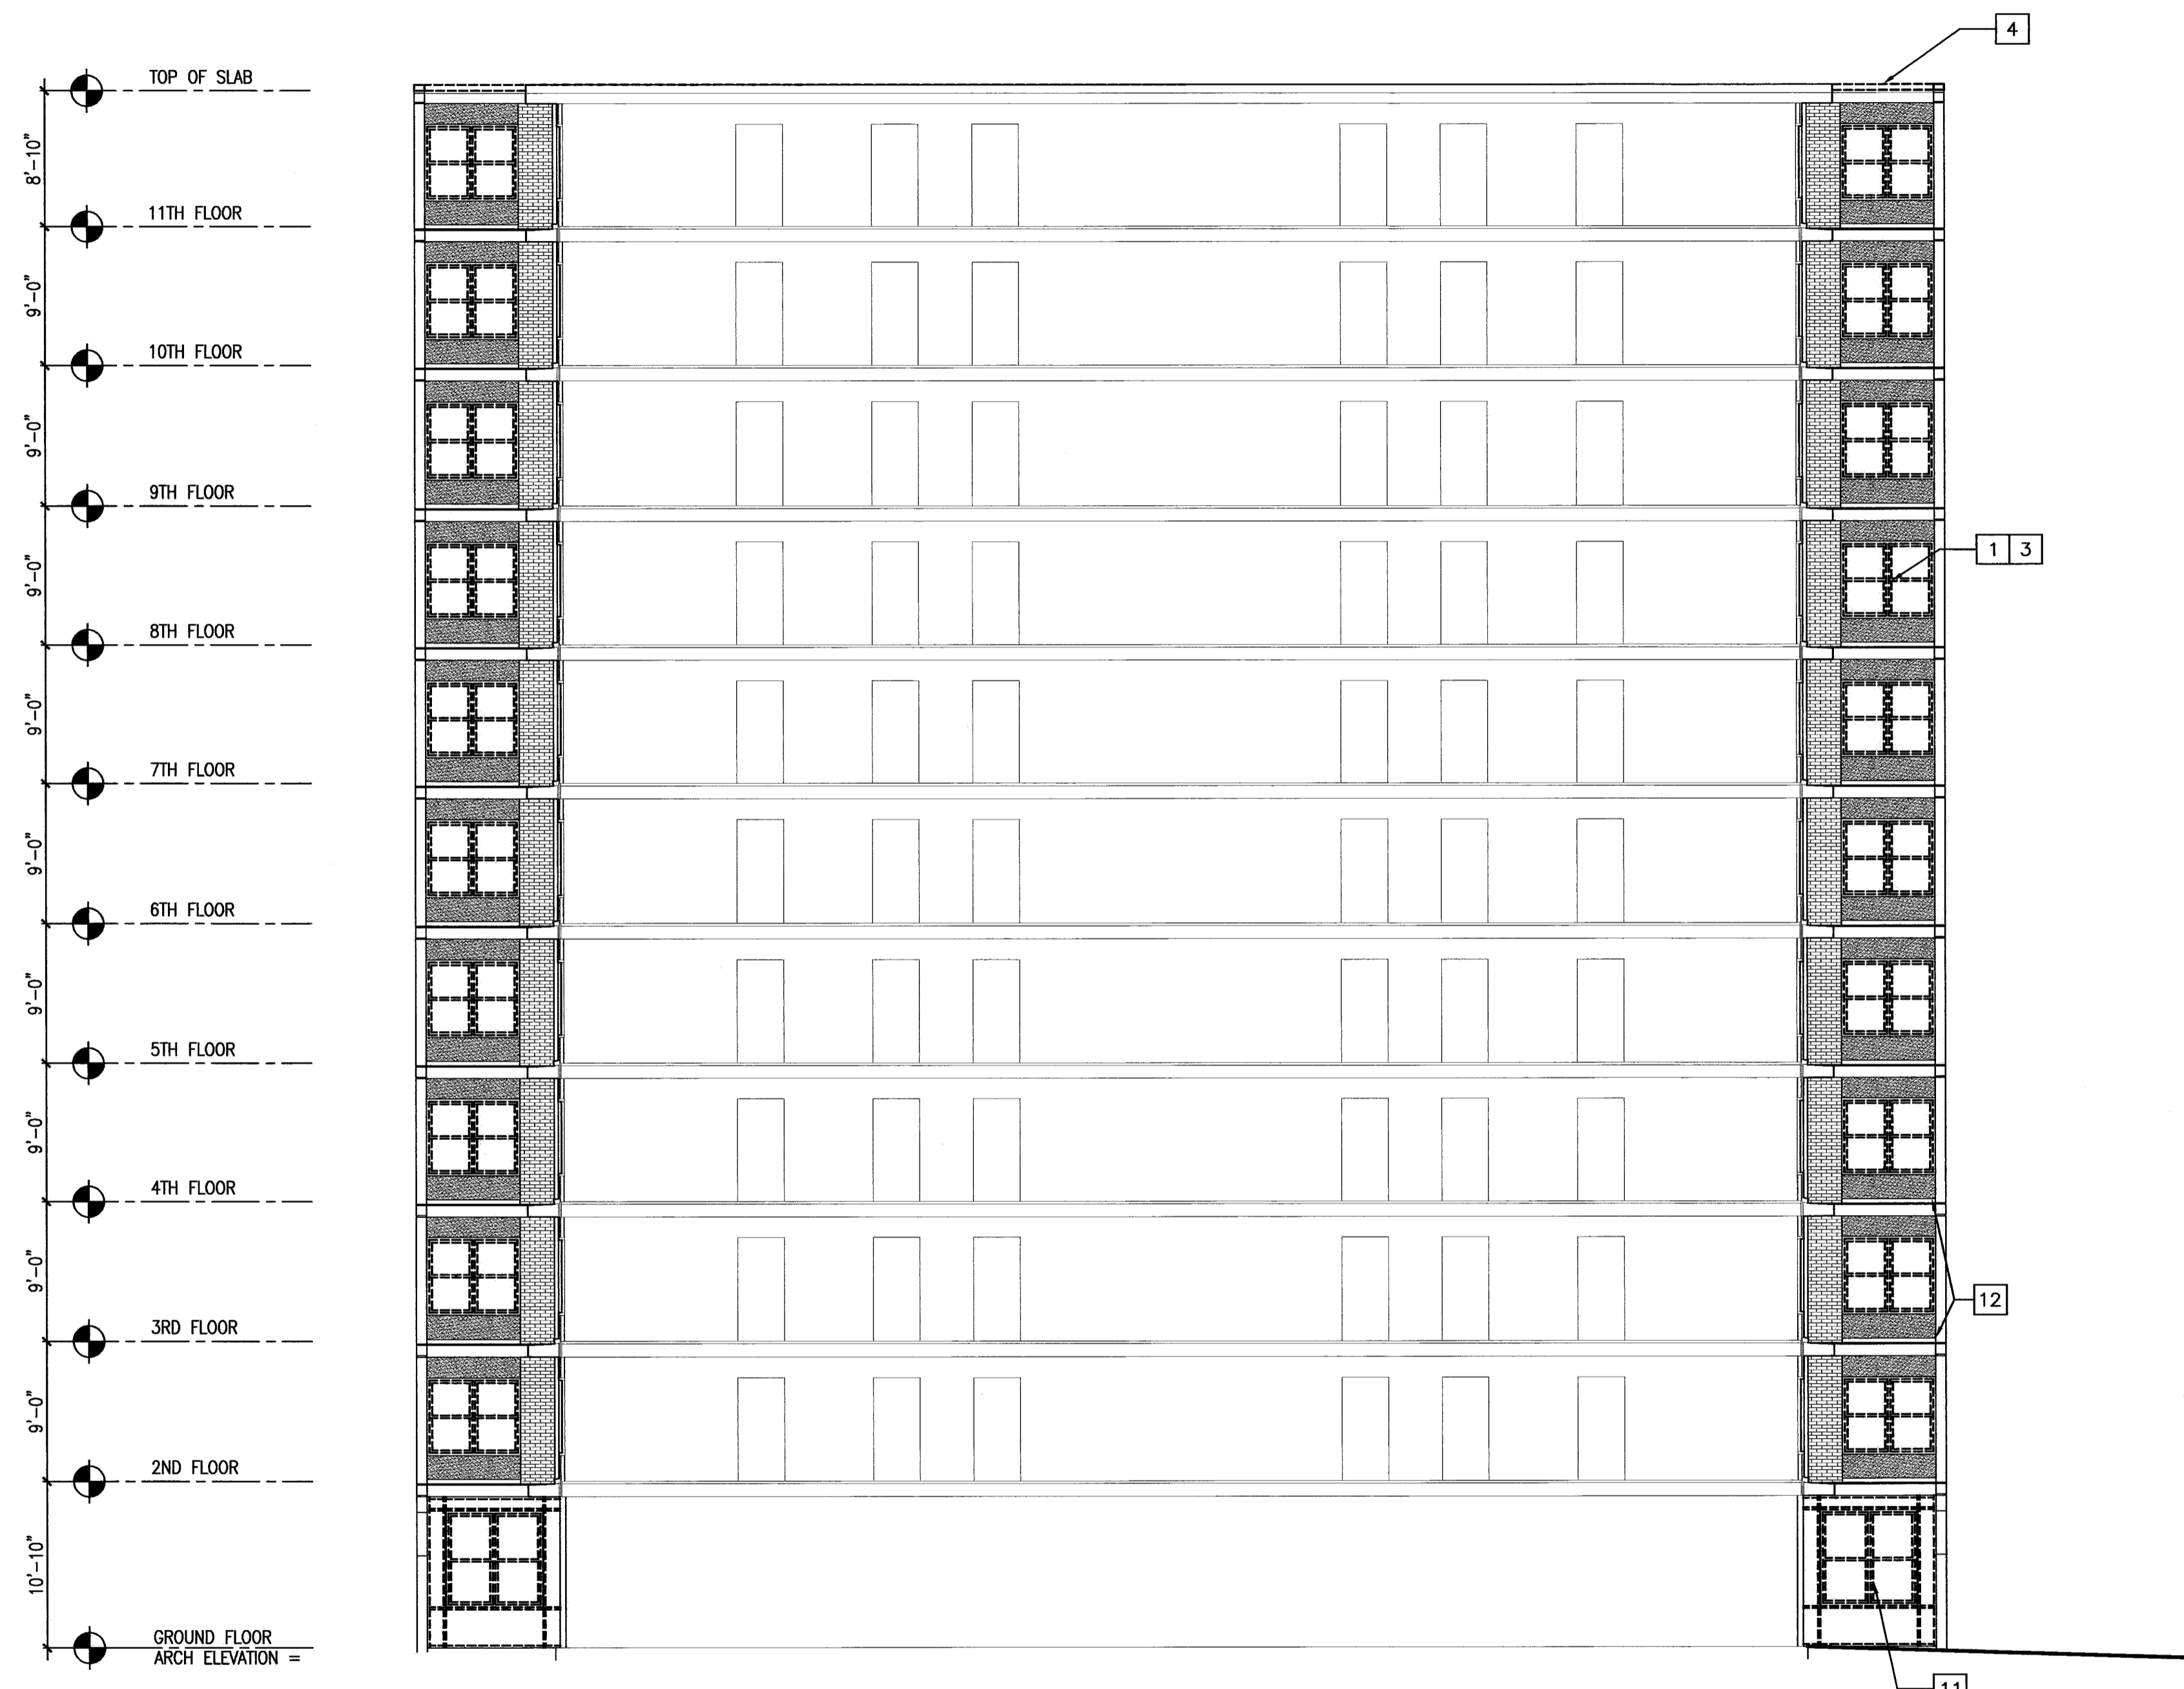 4
TOP OF SLAB
8'-10"
11TH FLOOR
9'-0"
10TH FLOOR
9'-0"
9TH FLOOR
1 3
9'-0"
8TH FLOOR
9'-0"
7TH FLOOR
9'-0"
6TH FLOOR
9'-0"
5TH FLOOR
9'-0"
4TH FLOOR
9'-0"
12
3RD FLOOR
9'-0"
2ND FLOOR
10'-10"
GROUND FLOOR
ARCH ELEVATION =
11